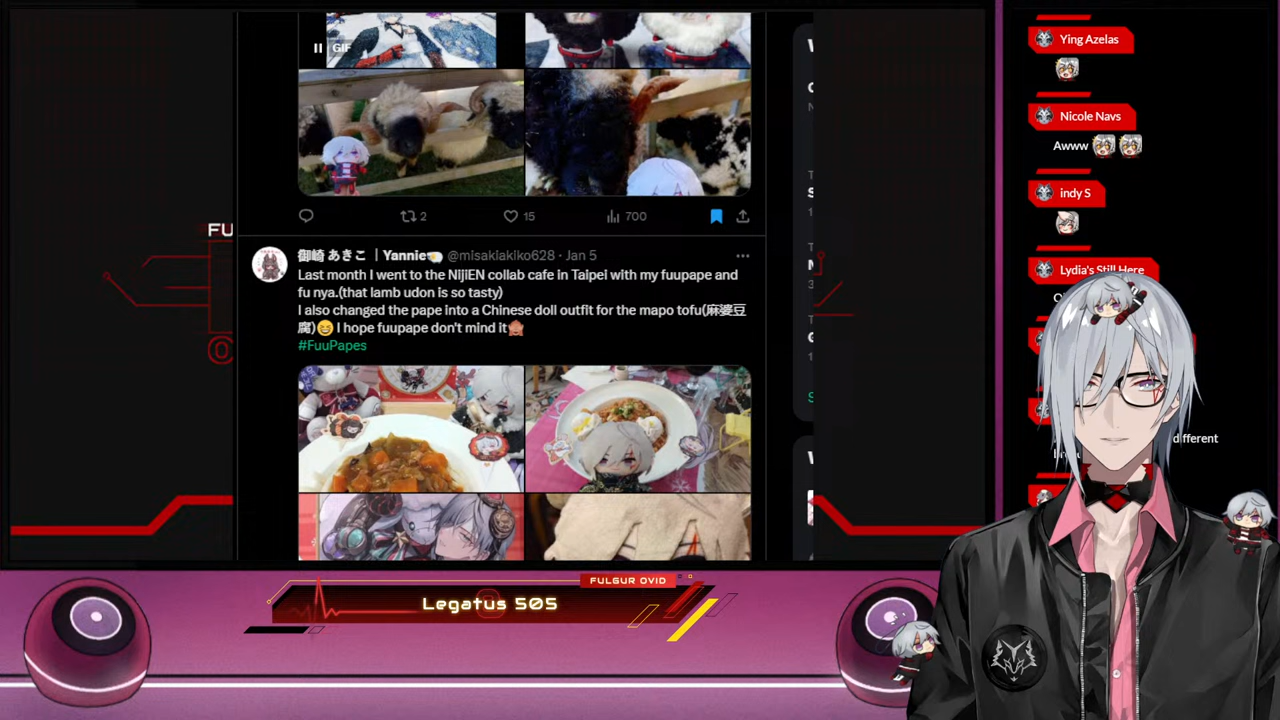 GIF
2
15
700
FU
御崎 あきこ ｜Yannie @misakiakiko628 · Jan 5
Last month I went to the NIJIEN collab cafe in Taipei with my fuupape and
fu nya.(that lamb udon is so tasty)
I also changed the pape into a Chinese doll outfit for the mapo tofu(麻婆豆
腐) I hope fuupape don't mind it
#FuuPapes
FULGUR OVID
Legatus 505
Ying Azelas
Nicole Navs
Awww
indy S
Lydia's Still Here
different